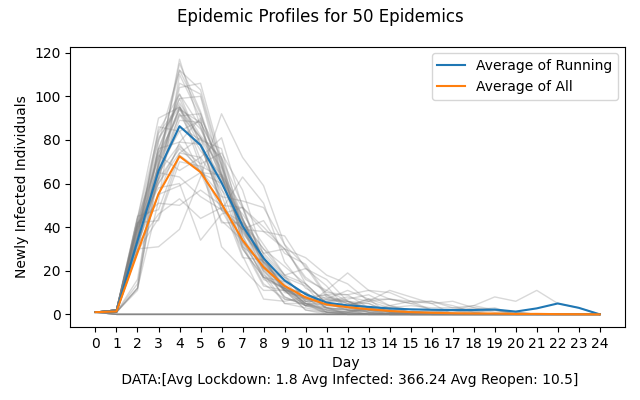 Epidemic Profiles for 50 Epidemics
Newly Infected Individuals
120
100
80
60
40
20
0
Average of Running
Average of All
0 1 2 3 4 5 6 7 8 9 10 11 12 13 14 15 16 17 18 19 20 21 22 23 24
Day
DATA:[Avg Lockdown: 1.8 Avg Infected: 366.24 Avg Reopen: 10.5]